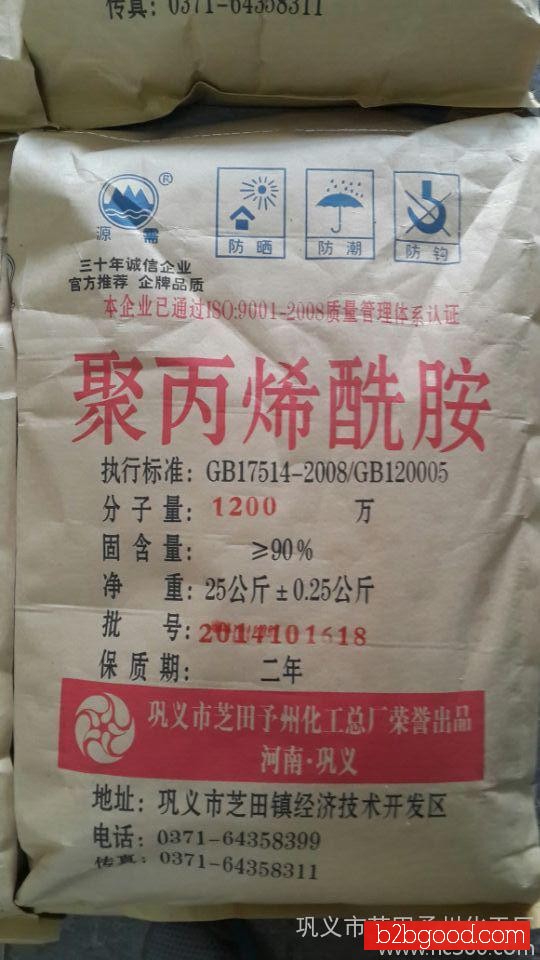 传真: 0371-64358311
®
源 需
防晒 防潮 防钩
三十年诚信企业
官方推荐 企牌品质
本企业已通过ISO:9001-2008质量管理体系认证
聚丙烯酰胺
执行标准: GB17514-2008/GB120005
分子量: 1200 万
固含量: ≥90%
净 重: 25公斤±0.25公斤
批 号: 2014101618
保质期: 二年
巩义市芝田予州化工总厂荣誉出品
河南·巩义
地址: 巩义市芝田镇经济技术开发区
电话: 0371-64358399
传真: 0371-64358311
巩义市芝田予州化工厂
b2bgood.com